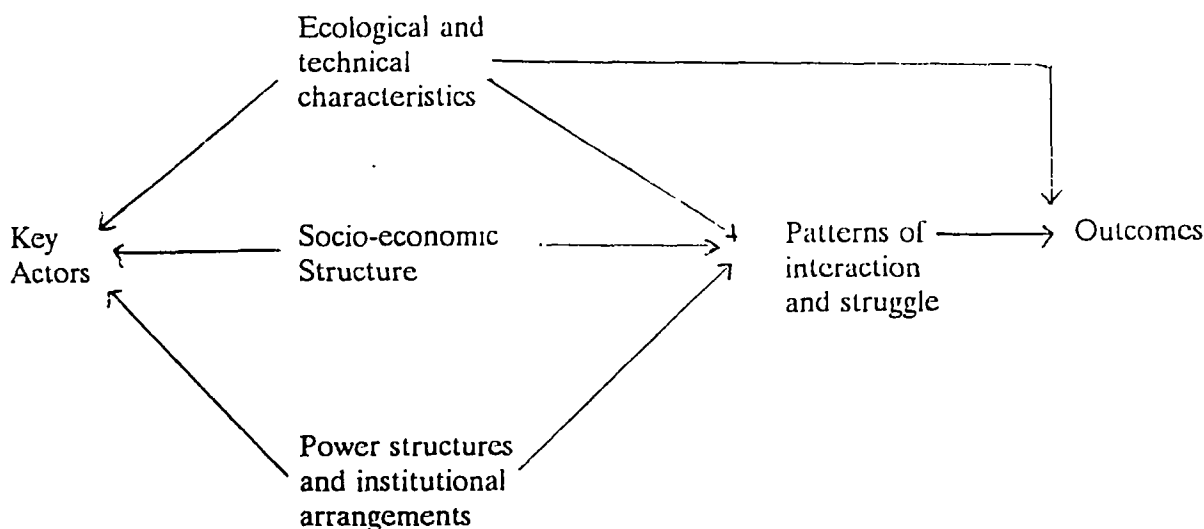 Ecological and
technical
characteristics
Key
Actors
Socio-economic
Structure
Patterns of
interaction
and struggle
Outcomes
Power structures
and institutional
arrangements